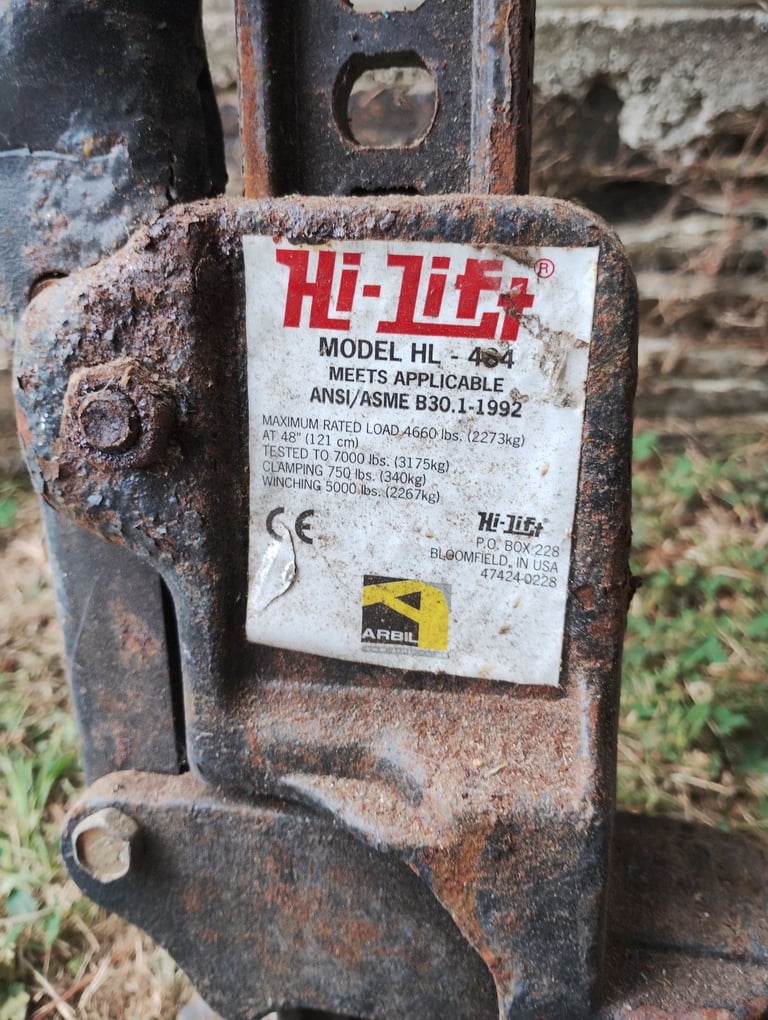 Hi-Lift®
MODEL HL - 484
MEETS APPLICABLE
ANSI/ASME B30.1-1992
MAXIMUM RATED LOAD 4660 lbs. (2273kg)
AT 48" (121 cm)
TESTED TO 7000 lbs. (3175kg)
CLAMPING 750 lbs. (340kg)
WINCHING 5000 lbs. (2267kg)
CE
Hi-Lift®
P.O. BOX 228
BLOOMFIELD, IN USA
47424-0228
ARBIL